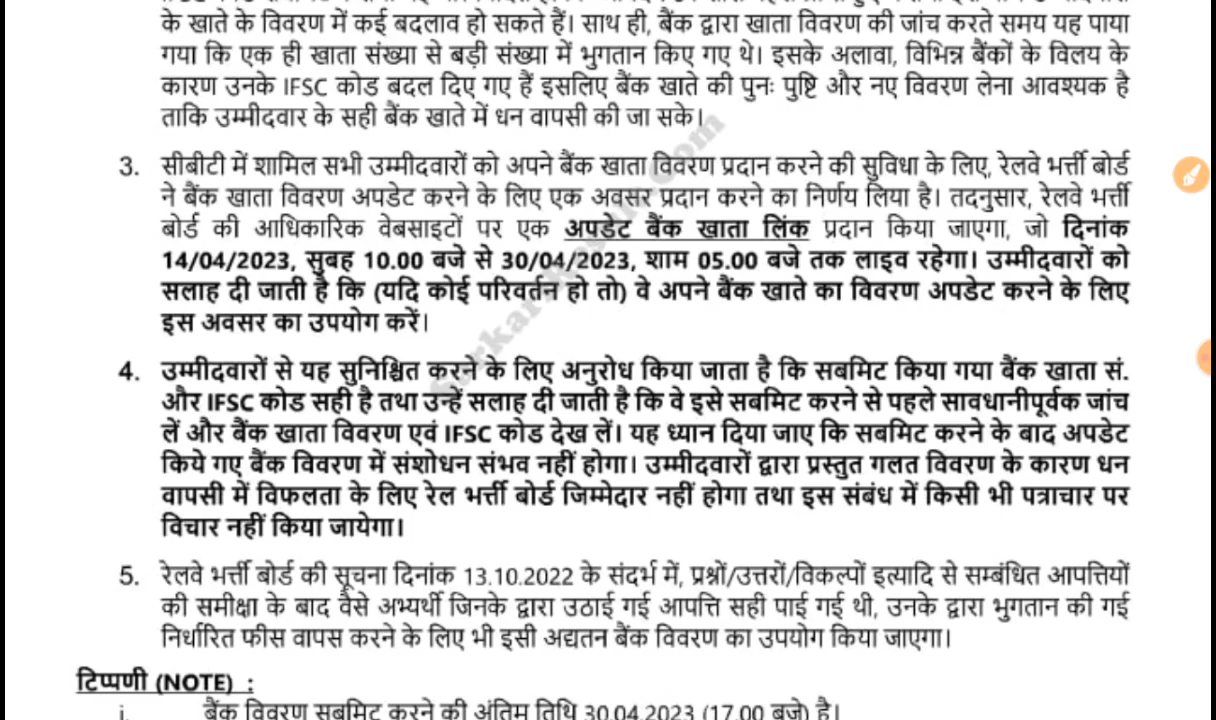 के खाते के विवरण में कई बदलाव हो सकते हैं। साथ ही, बैंक द्वारा खाता विवरण की जांच करते समय यह पाया
गया कि एक ही खाता संख्या से बड़ी संख्या में भुगतान किए गए थे। इसके अलावा, विभिन्न बैंकों के विलय के
कारण उनके IFSC कोड बदल दिए गए हैं इसलिए बैंक खाते की पुनः पुष्टि और नए विवरण लेना आवश्यक है
ताकि उम्मीदवार के सही बैंक खाते में धन वापसी की जा सके।
3. सीबीटी में शामिल सभी उम्मीदवारों को अपने बैंक खाता विवरण प्रदान करने की सुविधा के लिए, रेलवे भर्ती बोर्ड
ने बैंक खाता विवरण अपडेट करने के लिए एक अवसर प्रदान करने का निर्णय लिया है। तदनुसार, रेलवे भर्ती
बोर्ड की आधिकारिक वेबसाइटों पर एक अपडेट बैंक खाता लिंक प्रदान किया जाएगा, जो दिनांक
14/04/2023, सुबह 10.00 बजे से 30/04/2023, शाम 05.00 बजे तक लाइव रहेगा। उम्मीदवारों को
सलाह दी जाती है कि (यदि कोई परिवर्तन हो तो) वे अपने बैंक खाते का विवरण अपडेट करने के लिए
इस अवसर का उपयोग करें।
4. उम्मीदवारों से यह सुनिश्चित करने के लिए अनुरोध किया जाता है कि सबमिट किया गया बैंक खाता सं.
और IFSC कोड सही है तथा उन्हें सलाह दी जाती है कि वे इसे सबमिट करने से पहले सावधानीपूर्वक जांच
लें और बैंक खाता विवरण एवं IFSC कोड देख लें। यह ध्यान दिया जाए कि सबमिट करने के बाद अपडेट
किये गए बैंक विवरण में संशोधन संभव नहीं होगा। उम्मीदवारों द्वारा प्रस्तुत गलत विवरण के कारण धन
वापसी में विफलता के लिए रेल भर्ती बोर्ड जिम्मेदार नहीं होगा तथा इस संबंध में किसी भी पत्राचार पर
विचार नहीं किया जायेगा।
5. रेलवे भर्ती बोर्ड की सूचना दिनांक 13.10.2022 के संदर्भ में, प्रश्नों/उत्तरों/विकल्पों इत्यादि से सम्बंधित आपत्तियों
की समीक्षा के बाद वैसे अभ्यर्थी जिनके द्वारा उठाई गई आपत्ति सही पाई गई थी, उनके द्वारा भुगतान की गई
निर्धारित फीस वापस करने के लिए भी इसी अद्यतन बैंक विवरण का उपयोग किया जाएगा।
टिप्पणी (NOTE) :
i. बैंक विवरण सबमिट करने की अंतिम तिथि 30.04.2023 (17.00 बजे) है।